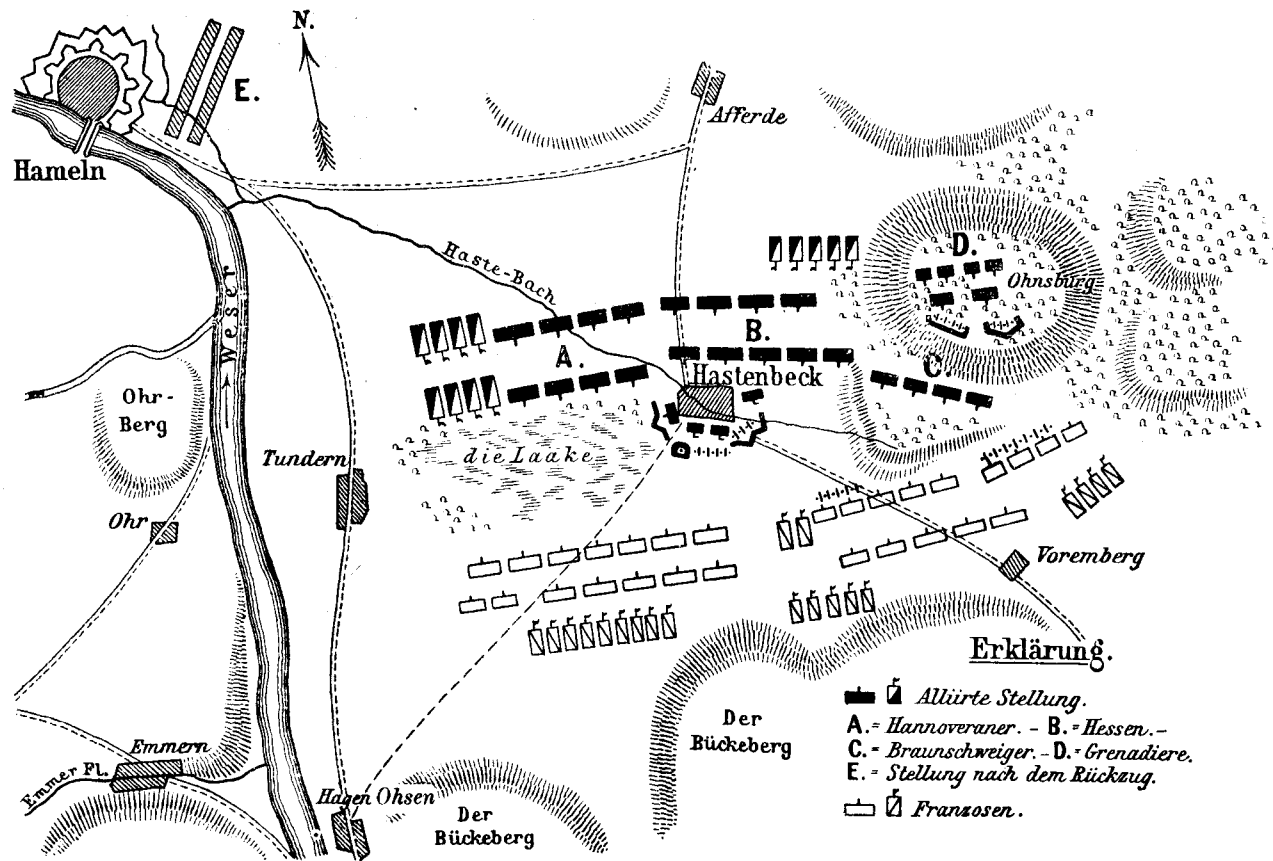 N.
E.
Hameln
Afferde
D.
Ohnsburg
Haste-Bach
Weser
A.
B.
Hastenbeck
C.
Ohr-
Berg
Tundern
die Laake
Ohr
Voremberg
Emmern
Emmer Fl.
Hagen Ohsen
Der
Bückeberg
Der
Bückeberg
Erklärung.
Alliirte Stellung.
A.= Hannoveraner. - B.= Hessen.-
C.= Braunschweiger. - D.= Grenadiere.
E.= Stellung nach dem Rückzug.
Franzosen.